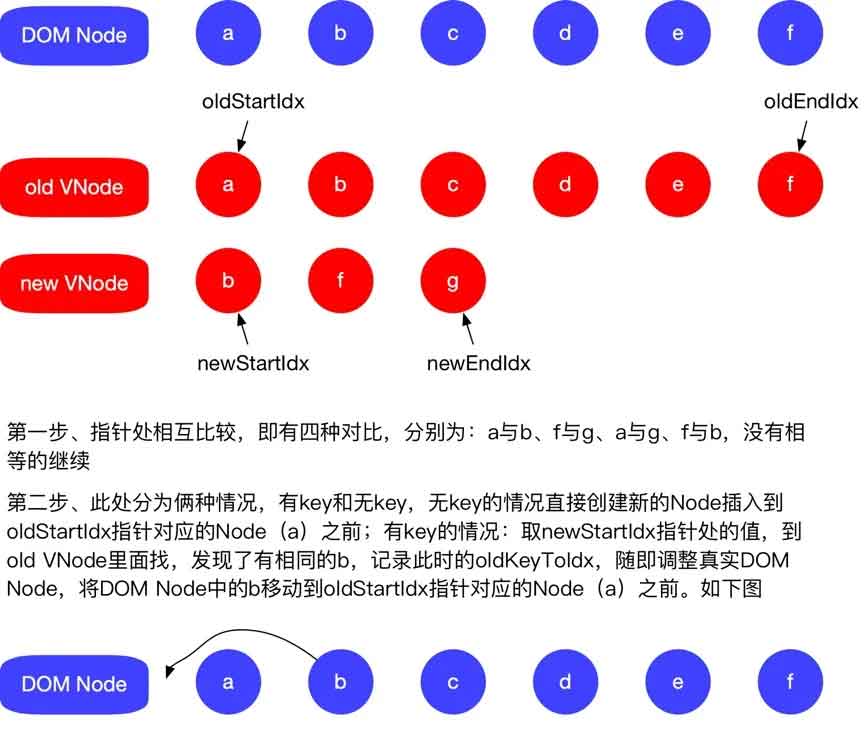 DOM Node a b c d e f
oldStartIdx oldEndIdx
old VNode a b c d e f
new VNode b f g
newStartIdx newEndIdx
第一步、指针处相互比较，即有四种对比，分别为：a与b、f与g、a与g、f与b，没有相
等的继续
第二步、此处分为俩种情况，有key和无key，无key的情况直接创建新的Node插入到
oldStartIdx指针对应的Node（a）之前；有key的情况：取newStartIdx指针处的值，到
old VNode里面找，发现了有相同的b，记录此时的oldKeyToIdx，随即调整真实DOM
Node，将DOM Node中的b移动到oldStartIdx指针对应的Node（a）之前。如下图
DOM Node a b c d e f